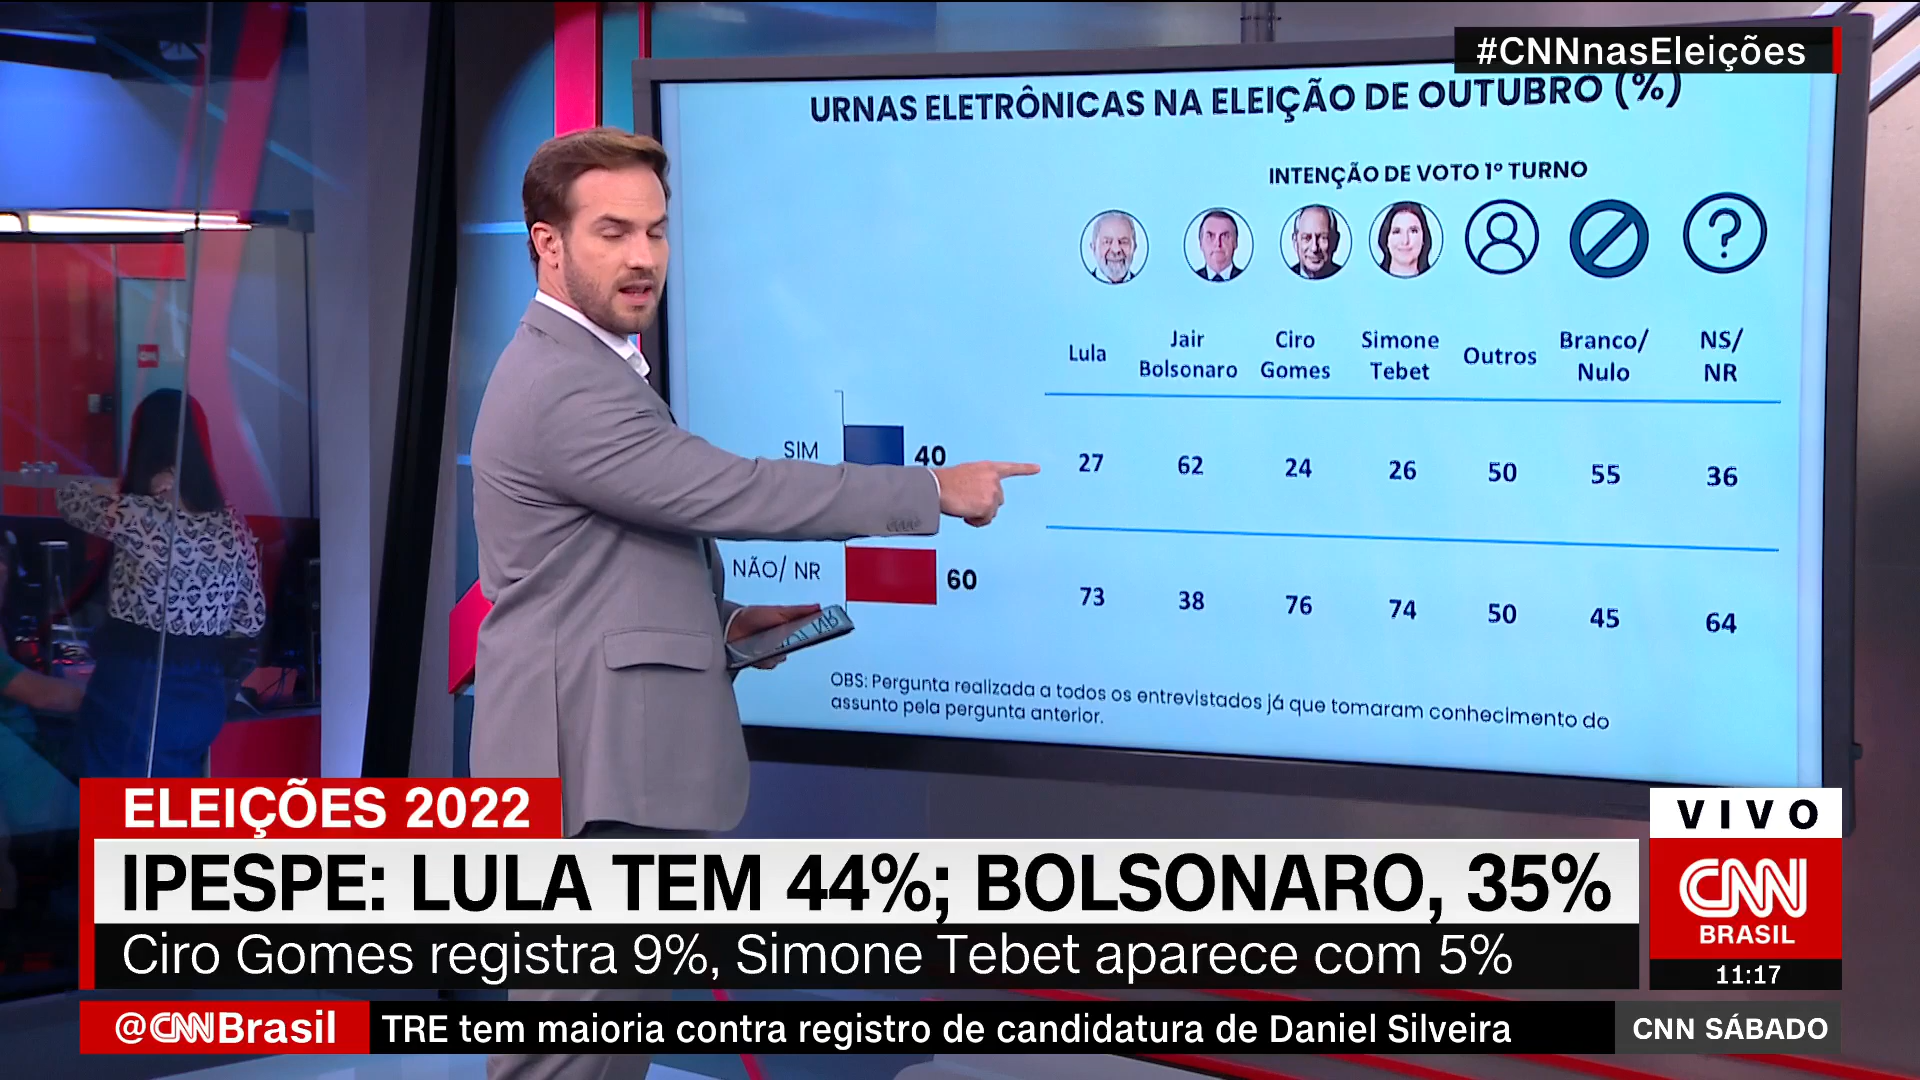 #CNNnasEleições
URNAS ELETRÔNICAS NA ELEIÇÃO DE OUTUBRO (%)
INTENÇÃO DE VOTO 1º TURNO
Lula
Jair
Bolsonaro
Ciro
Gomes
Simone
Tebet
Outros
Branco/
Nulo
NS/
NR
SIM 40 27 62 24 26 50 55 36
NÃO/ NR 60 73 38 76 74 50 45 64
OBS: Pergunta realizada a todos os entrevistados já que tomaram conhecimento do
assunto pela pergunta anterior.
ELEIÇÕES 2022
IPESPE: LULA TEM 44%; BOLSONARO, 35%
Ciro Gomes registra 9%, Simone Tebet aparece com 5%
VIVO
CNN
BRASIL
11:17
@CNNBrasil
TRE tem maioria contra registro de candidatura de Daniel Silveira
CNN SÁBADO